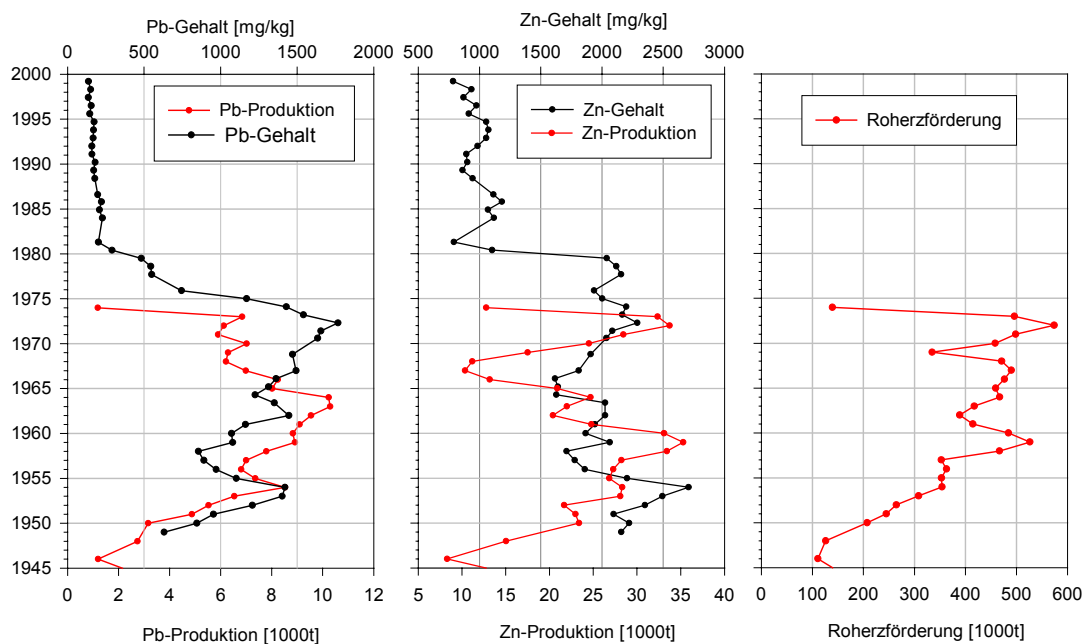 Pb-Gehalt [mg/kg]
Zn-Gehalt [mg/kg]
0 500 1000 1500 2000
500 1000 1500 2000 2500 3000
2000
1995
1990
1985
1980
1975
1970
1965
1960
1955
1950
1945
Pb-Produktion
Pb-Gehalt
Zn-Gehalt
Zn-Produktion
Roherzförderung
0 2 4 6 8 10 12
5 10 15 20 25 30 35 40
0 100 200 300 400 500 600
Pb-Produktion [1000t]
Zn-Produktion [1000t]
Roherzförderung [1000t]